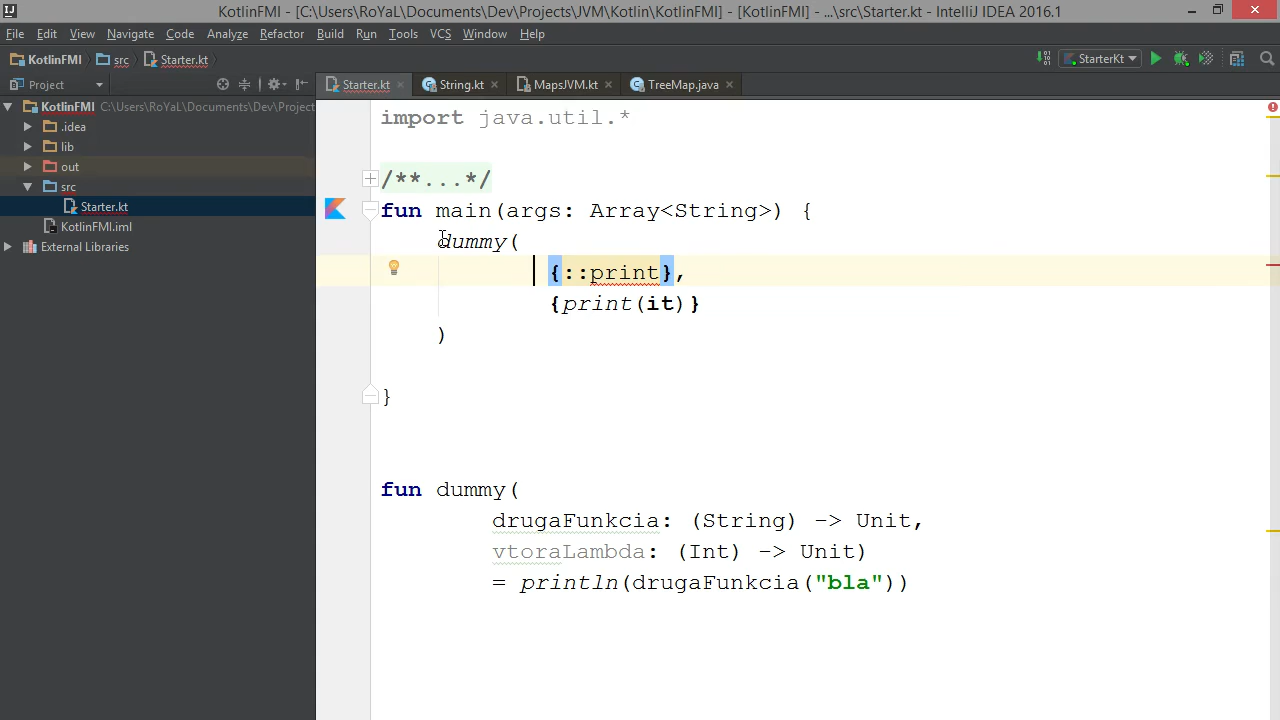 KotlinFMI - [C:\Users\RoYaL\Documents\Dev\Projects\JVM\Kotlin\KotlinFMI] - [KotlinFMI] - ...\src\Starter.kt - IntelliJ IDEA 2016.1
File Edit View Navigate Code Analyze Refactor Build Run Tools VCS Window Help
KotlinFMI src Starter.kt StarterKt
Project Starter.kt String.kt MapsJVM.kt TreeMap.java
KotlinFMI C:\Users\RoYaL\Documents\Dev\Project
.idea
lib
out
src
Starter.kt
KotlinFMI.iml
External Libraries
import java.util.*
/**...*/
fun main(args: Array<String>) {
dummy(
{::print},
{print(it)}
)
}
fun dummy(
drugaFunkcia: (String) -> Unit,
vtoraLambda: (Int) -> Unit)
= println(drugaFunkcia("bla"))